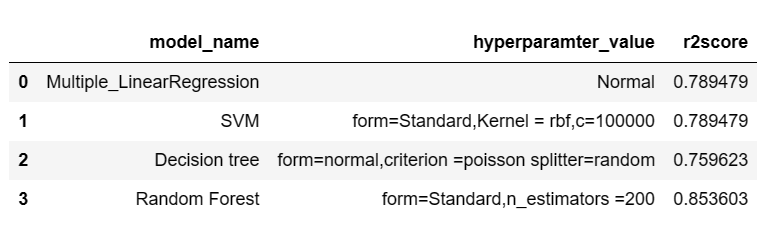 model_name hyperparamter_value r2score
0 Multiple_LinearRegression Normal 0.789479
1 SVM form=Standard,Kernel = rbf,c=100000 0.789479
2 Decision tree form=normal,criterion =poisson splitter=random 0.759623
3 Random Forest form=Standard,n_estimators =200 0.853603